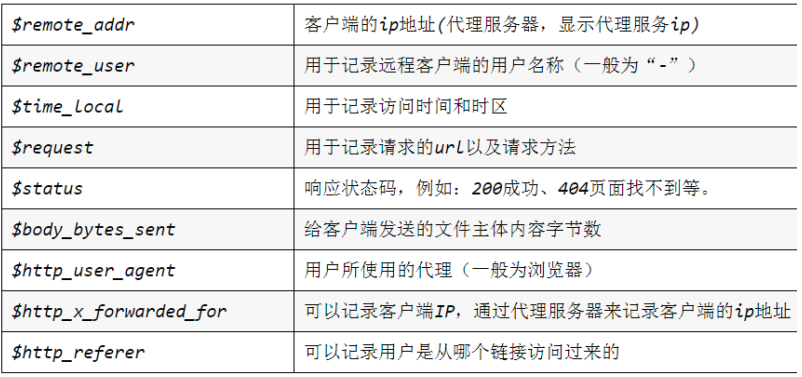 $remote_addr 客户端的ip地址(代理服务器，显示代理服务ip)
$remote_user 用于记录远程客户端的用户名称（一般为“-”）
$time_local 用于记录访问时间和时区
$request 用于记录请求的url以及请求方法
$status 响应状态码，例如：200成功、404页面找不到等。
$body_bytes_sent 给客户端发送的文件主体内容字节数
$http_user_agent 用户所使用的代理（一般为浏览器）
$http_x_forwarded_for 可以记录客户端IP，通过代理服务器来记录客户端的ip地址
$http_referer 可以记录用户是从哪个链接访问过来的